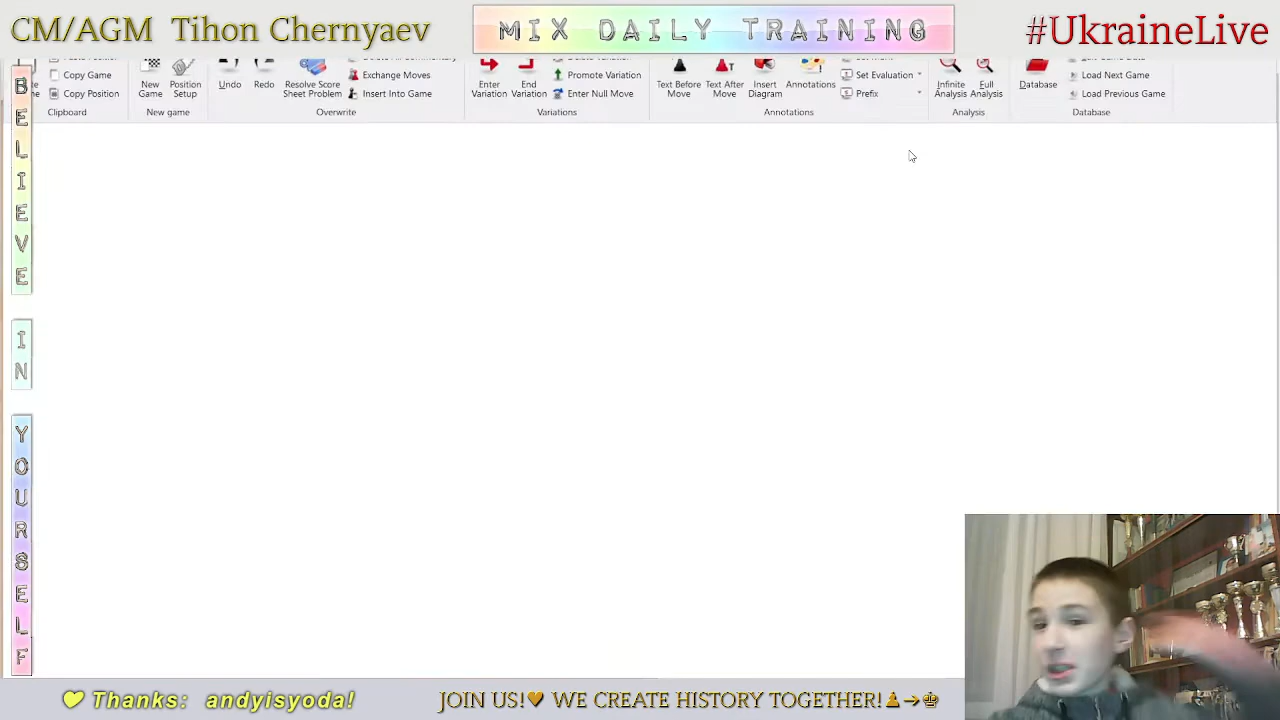 CM/AGM Tihon Chernyaev
MIX DAILY TRAINING
#UkraineLive
Copy Game
Copy Position
Clipboard
New Game
Position Setup
New game
Undo
Redo
Resolve Score Sheet Problem
Exchange Moves
Insert Into Game
Overwrite
Enter Variation
End Variation
Promote Variation
Enter Null Move
Variations
Text Before Move
Text After Move
Insert Diagram
Annotations
Set Evaluation
Prefix
Annotations
Infinite Analysis
Full Analysis
Analysis
Database
Load Next Game
Load Previous Game
Database
BELIEVE
IN
YOURSELF
Thanks: andyisyoda!
JOIN US! WE CREATE HISTORY TOGETHER!